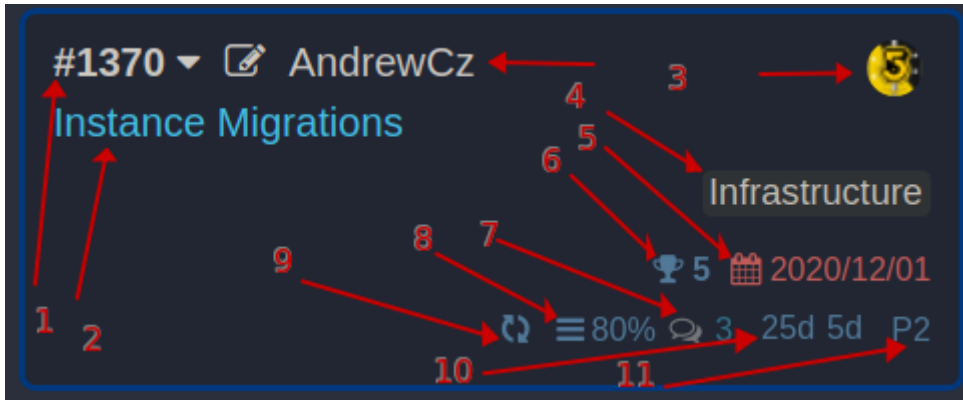 #1370 AndrewCz 3 5
Instance Migrations 4
5
6
Infrastructure
9 8 7
5 2020/12/01
1 2 80% 3 25d 5d P2
10 11